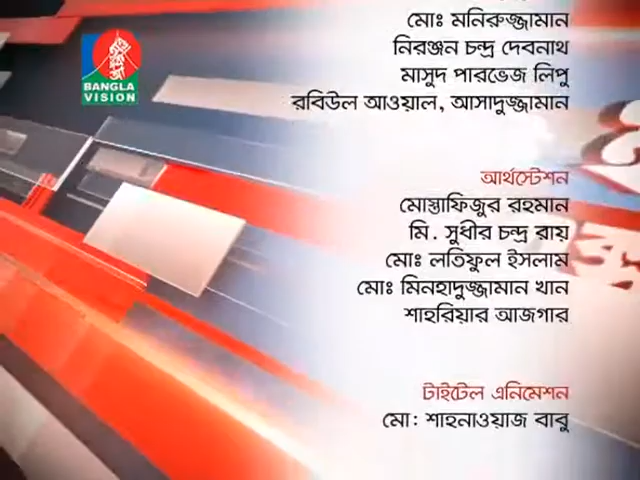 মোঃ মনিরুজ্জামান
নিরঞ্জন চন্দ্র দেবনাথ
মাসুদ পারভেজ লিপু
রবিউল আওয়াল, আসাদুজ্জামান
BANGLA
VISION
আর্থস্টেশন
মোস্তাফিজুর রহমান
মি. সুধীর চন্দ্র রায়
মোঃ লতিফুল ইসলাম
মোঃ মিনহাদুজ্জামান খান
শাহরিয়ার আজগার
টাইটেল এনিমেশন
মো: শাহনাওয়াজ বাবু